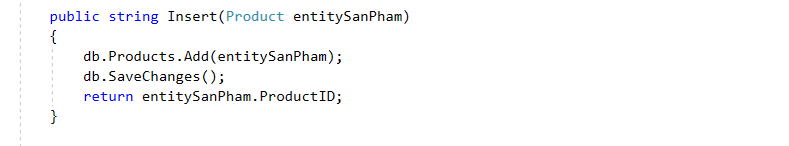 public string Insert(Product entitySanPham)
{
db.Products.Add(entitySanPham);
db.SaveChanges();
return entitySanPham.ProductID;
}